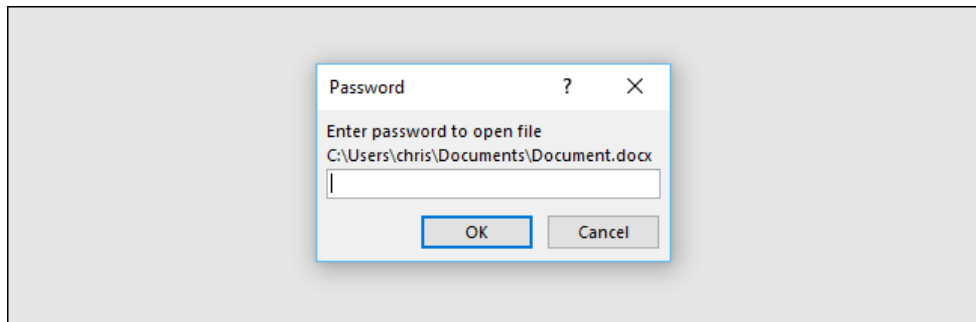 Password ?
Enter password to open file
C:\Users\chris\Documents\Document.docx
OK Cancel